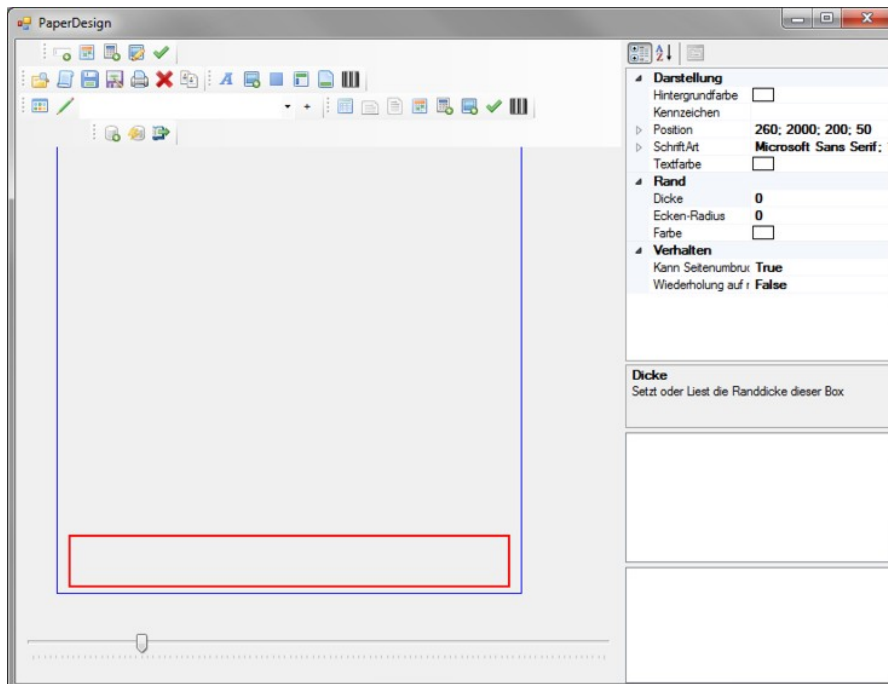 PaperDesign
Darstellung
Hintergrundfarbe
Kennzeichen
Position 260; 2000; 200; 50
SchriftArt Microsoft Sans Serif;
Textfarbe
Rand
Dicke 0
Ecken-Radius 0
Farbe
Verhalten
Kann Seitenumbruc True
Wiederholung auf r False
Dicke
Setzt oder Liest die Randdicke dieser Box